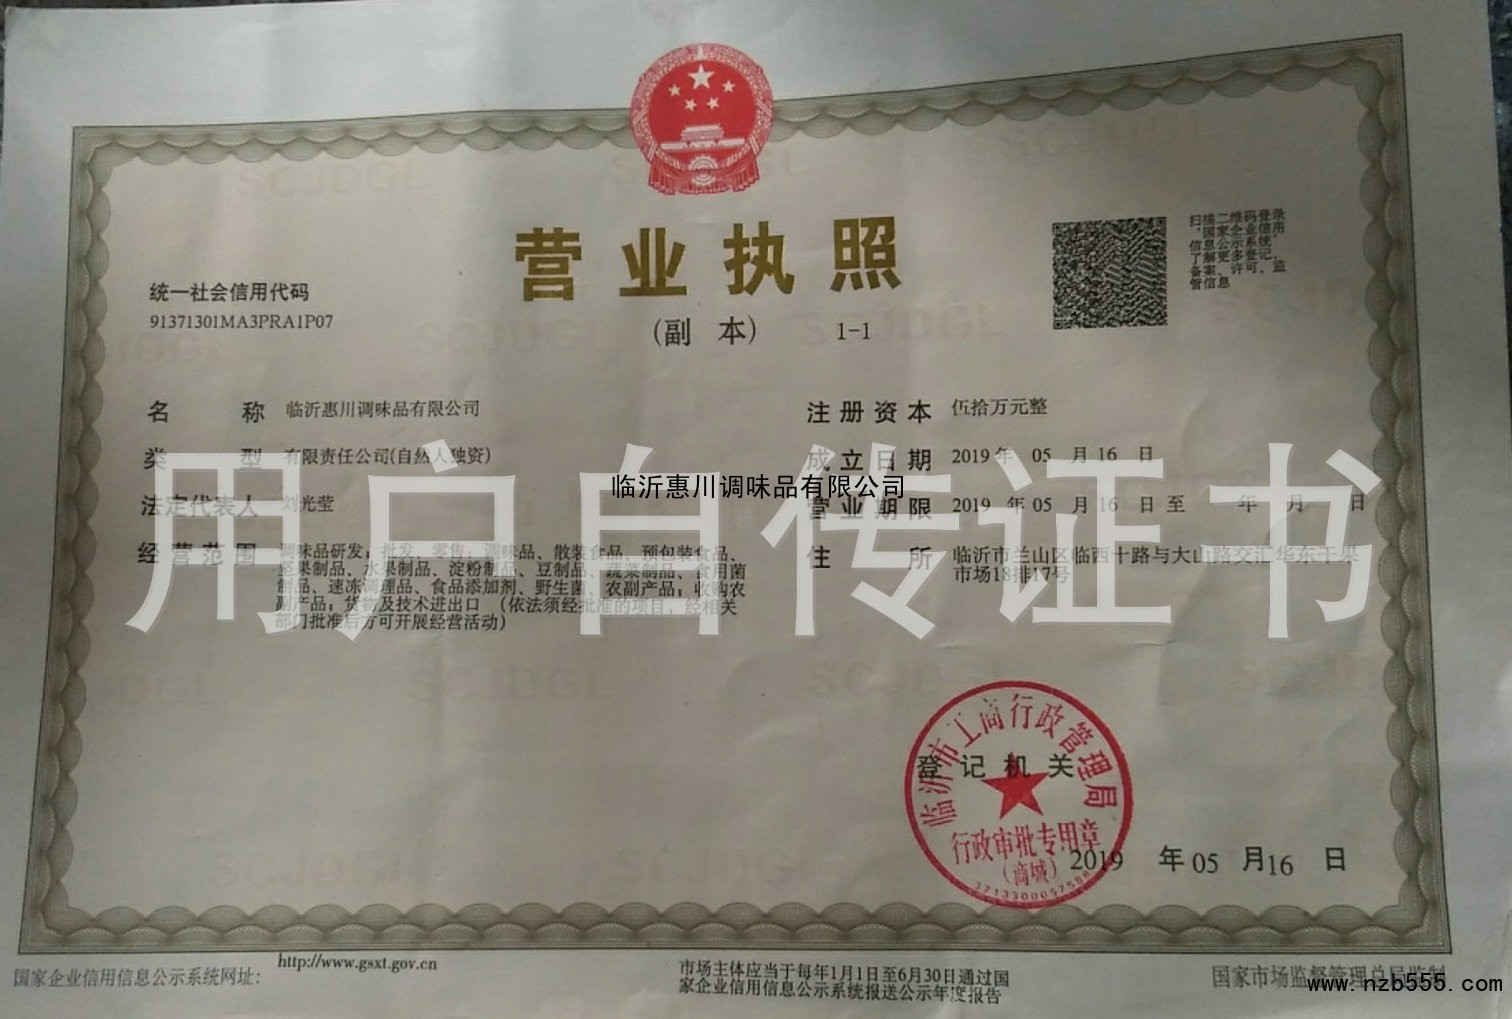 营业执照
(副 本) 1-1
统一社会信用代码
91371301MA3PRA1P07
扫描二维码登录
“国家企业信用
信息公示系统”
了解更多登记、
备案、许可、监
管信息
名 称 临沂惠川调味品有限公司
类 型 有限责任公司(自然人独资)
法定代表人 刘光莹
经营范围 调味品研发；批发、零售：调味品、散装食品、预包装食品、
坚果制品、水果制品、淀粉制品、豆制品、蔬菜制品、食用菌
制品、速冻调理品、食品添加剂、野生菌、农副产品；收购农
副产品；货物及技术进出口 （依法须经批准的项目，经相关
部门批准后方可开展经营活动)
注册资本 伍拾万元整
成立日期 2019 年 05 月 16 日
营业期限 2019 年 05 月 16 日 至 年 月 日
住 所 临沂市兰山区临西十路与大山路交汇华东干果
市场18排17号
用户自传证书
临沂惠川调味品有限公司
登记机关
临沂市工商行政管理局
行政审批专用章
(商城)
2019 年 05 月 16 日
国家企业信用信息公示系统网址：
http://www.gsxt.gov.cn
市场主体应当于每年1月1日至6月30日通过国
家企业信用信息公示系统报送公示年度报告
国家市场监督管理总局监制
www.nzb555.com